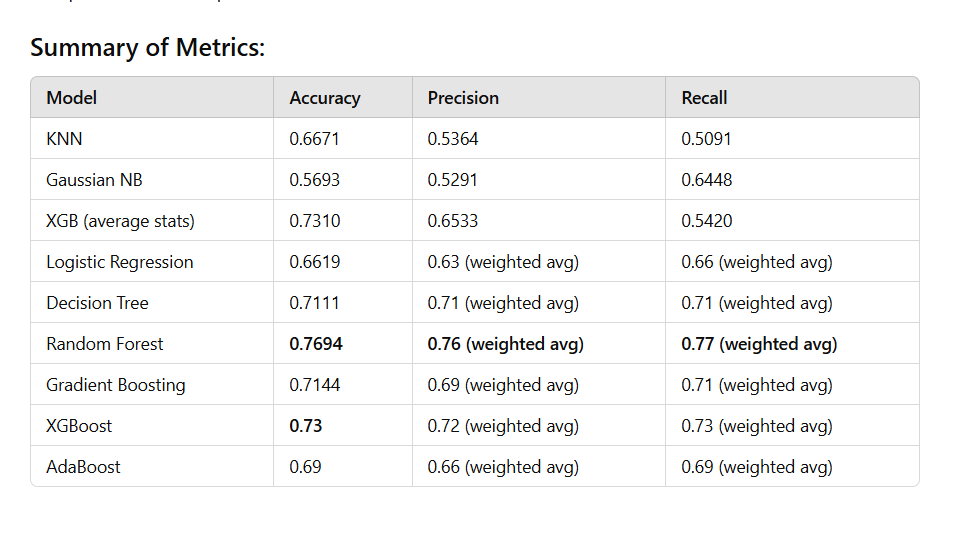 Summary of Metrics:
Model Accuracy Precision Recall
KNN 0.6671 0.5364 0.5091
Gaussian NB 0.5693 0.5291 0.6448
XGB (average stats) 0.7310 0.6533 0.5420
Logistic Regression 0.6619 0.63 (weighted avg) 0.66 (weighted avg)
Decision Tree 0.7111 0.71 (weighted avg) 0.71 (weighted avg)
Random Forest 0.7694 0.76 (weighted avg) 0.77 (weighted avg)
Gradient Boosting 0.7144 0.69 (weighted avg) 0.71 (weighted avg)
XGBoost 0.73 0.72 (weighted avg) 0.73 (weighted avg)
AdaBoost 0.69 0.66 (weighted avg) 0.69 (weighted avg)